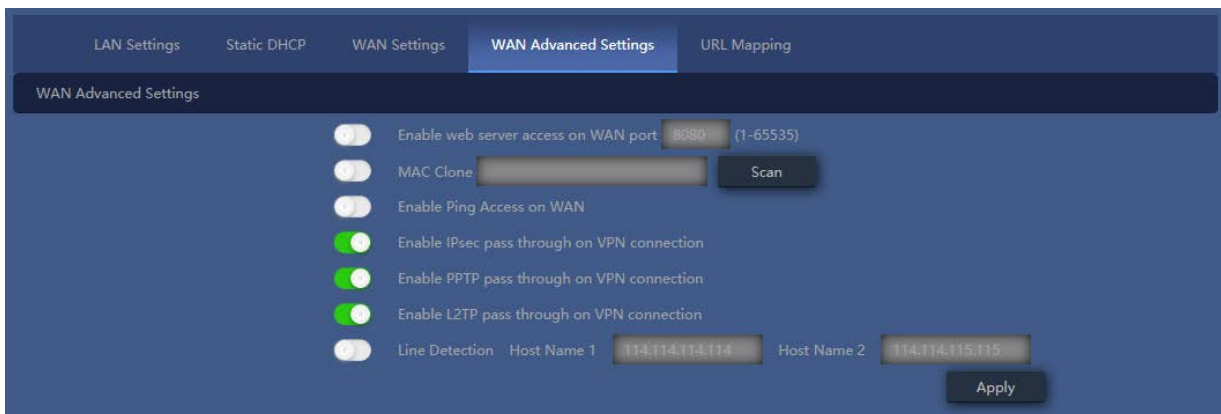 LAN Settings Static DHCP WAN Settings WAN Advanced Settings URL Mapping
WAN Advanced Settings
Enable web server access on WAN port 8080 (1-65535)
MAC Clone Scan
Enable Ping Access on WAN
Enable IPsec pass through on VPN connection
Enable PPTP pass through on VPN connection
Enable L2TP pass through on VPN connection
Line Detection Host Name 1 114.114.114.114 Host Name 2 114.114.115.115
Apply